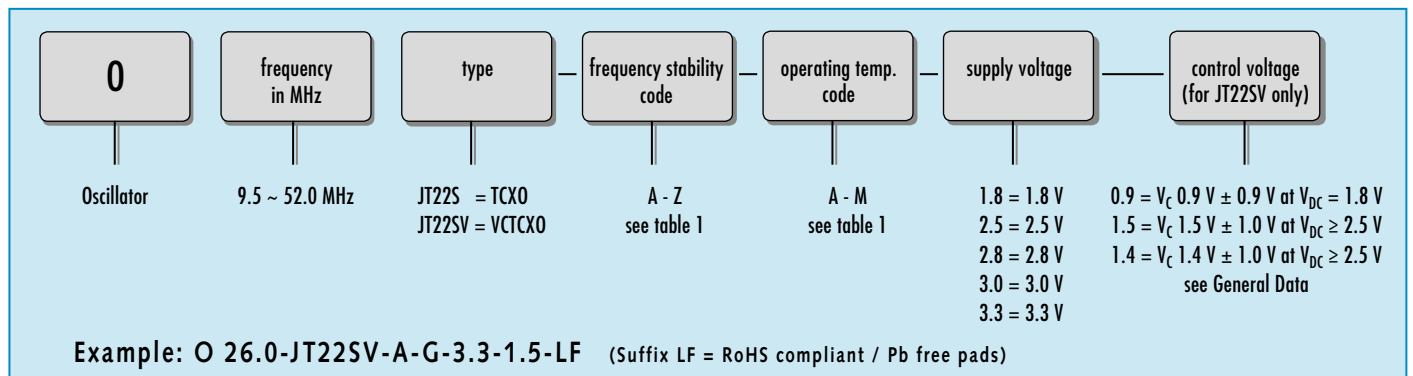 O
frequency
in MHz
type
frequency stability
code
operating temp.
code
supply voltage
control voltage
(for JT22SV only)
Oscillator
9.5 ~ 52.0 MHz
JT22S = TCXO
JT22SV = VCTCXO
A - Z
see table 1
A - M
see table 1
1.8 = 1.8 V
2.5 = 2.5 V
2.8 = 2.8 V
3.0 = 3.0 V
3.3 = 3.3 V
0.9 = VC 0.9 V ± 0.9 V at VDC = 1.8 V
1.5 = VC 1.5 V ± 1.0 V at VDC ≥ 2.5 V
1.4 = VC 1.4 V ± 1.0 V at VDC ≥ 2.5 V
see General Data
Example: O 26.0-JT22SV-A-G-3.3-1.5-LF (Suffix LF = RoHS compliant / Pb free pads)